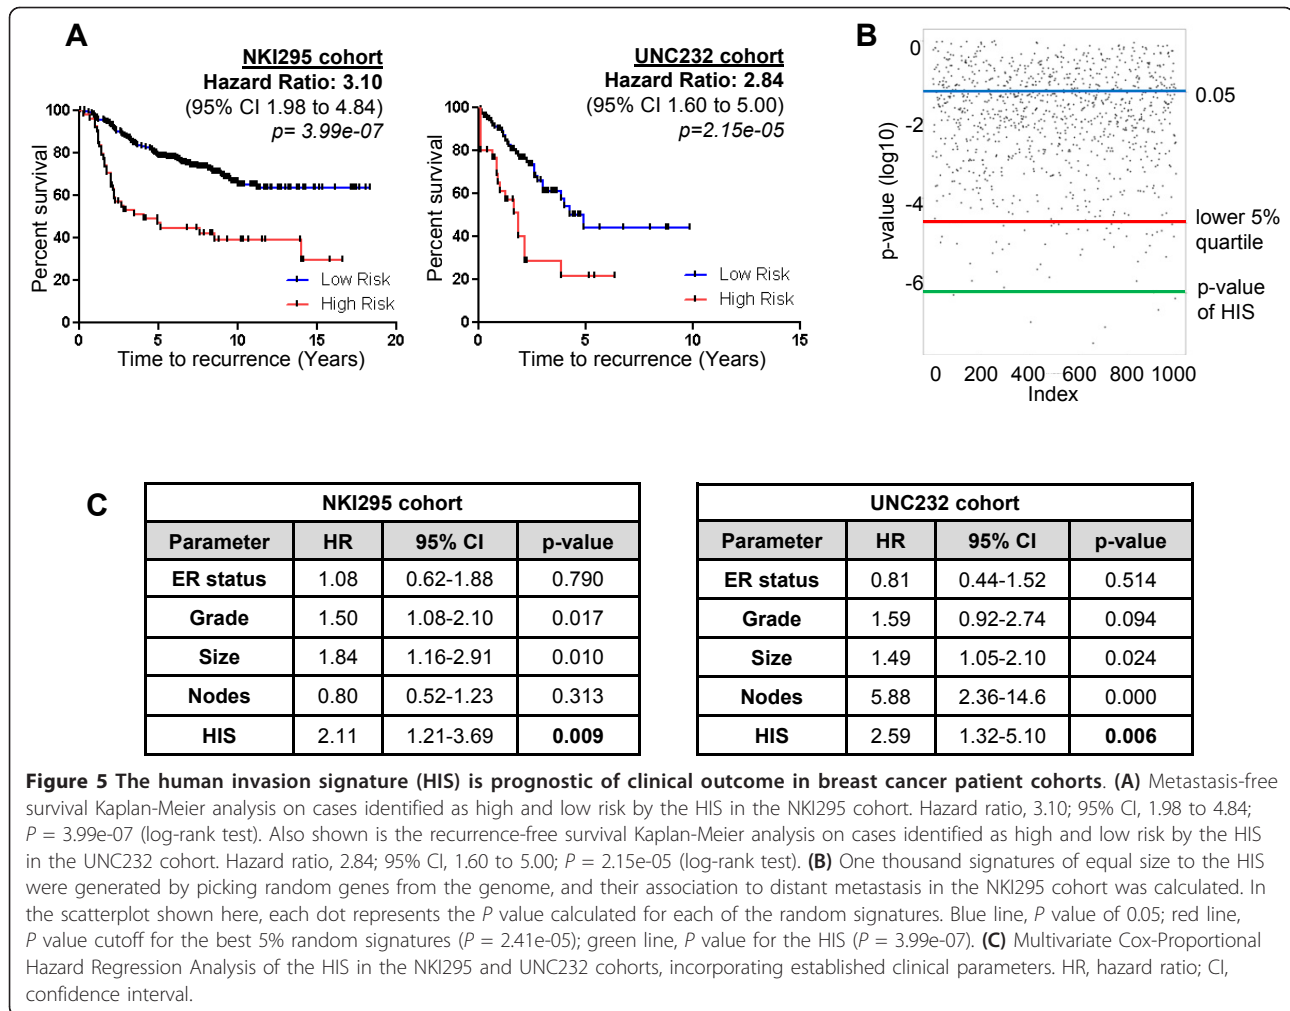 A
NKI295 cohort
Hazard Ratio: 3.10
(95% CI 1.98 to 4.84)
p= 3.99e-07
Percent survival
100
80
60
40
20
0
0 5 10 15 20
Time to recurrence (Years)
Low Risk
High Risk
UNC232 cohort
Hazard Ratio: 2.84
(95% CI 1.60 to 5.00)
p=2.15e-05
Percent survival
100
80
60
40
20
0
0 5 10 15
Time to recurrence (Years)
Low Risk
High Risk
B
p-value (log10)
0
-2
-4
-6
0.05
lower 5%
quartile
p-value
of HIS
0 200 400 600 800 1000
Index
C
NKI295 cohort
Parameter HR 95% CI p-value
ER status 1.08 0.62-1.88 0.790
Grade 1.50 1.08-2.10 0.017
Size 1.84 1.16-2.91 0.010
Nodes 0.80 0.52-1.23 0.313
HIS 2.11 1.21-3.69 0.009
UNC232 cohort
Parameter HR 95% CI p-value
ER status 0.81 0.44-1.52 0.514
Grade 1.59 0.92-2.74 0.094
Size 1.49 1.05-2.10 0.024
Nodes 5.88 2.36-14.6 0.000
HIS 2.59 1.32-5.10 0.006
Figure 5 The human invasion signature (HIS) is prognostic of clinical outcome in breast cancer patient cohorts. (A) Metastasis-free
survival Kaplan-Meier analysis on cases identified as high and low risk by the HIS in the NKI295 cohort. Hazard ratio, 3.10; 95% CI, 1.98 to 4.84;
P = 3.99e-07 (log-rank test). Also shown is the recurrence-free survival Kaplan-Meier analysis on cases identified as high and low risk by the HIS
in the UNC232 cohort. Hazard ratio, 2.84; 95% CI, 1.60 to 5.00; P = 2.15e-05 (log-rank test). (B) One thousand signatures of equal size to the HIS
were generated by picking random genes from the genome, and their association to distant metastasis in the NKI295 cohort was calculated. In
the scatterplot shown here, each dot represents the P value calculated for each of the random signatures. Blue line, P value of 0.05; red line,
P value cutoff for the best 5% random signatures (P = 2.41e-05); green line, P value for the HIS (P = 3.99e-07). (C) Multivariate Cox-Proportional
Hazard Regression Analysis of the HIS in the NKI295 and UNC232 cohorts, incorporating established clinical parameters. HR, hazard ratio; CI,
confidence interval.